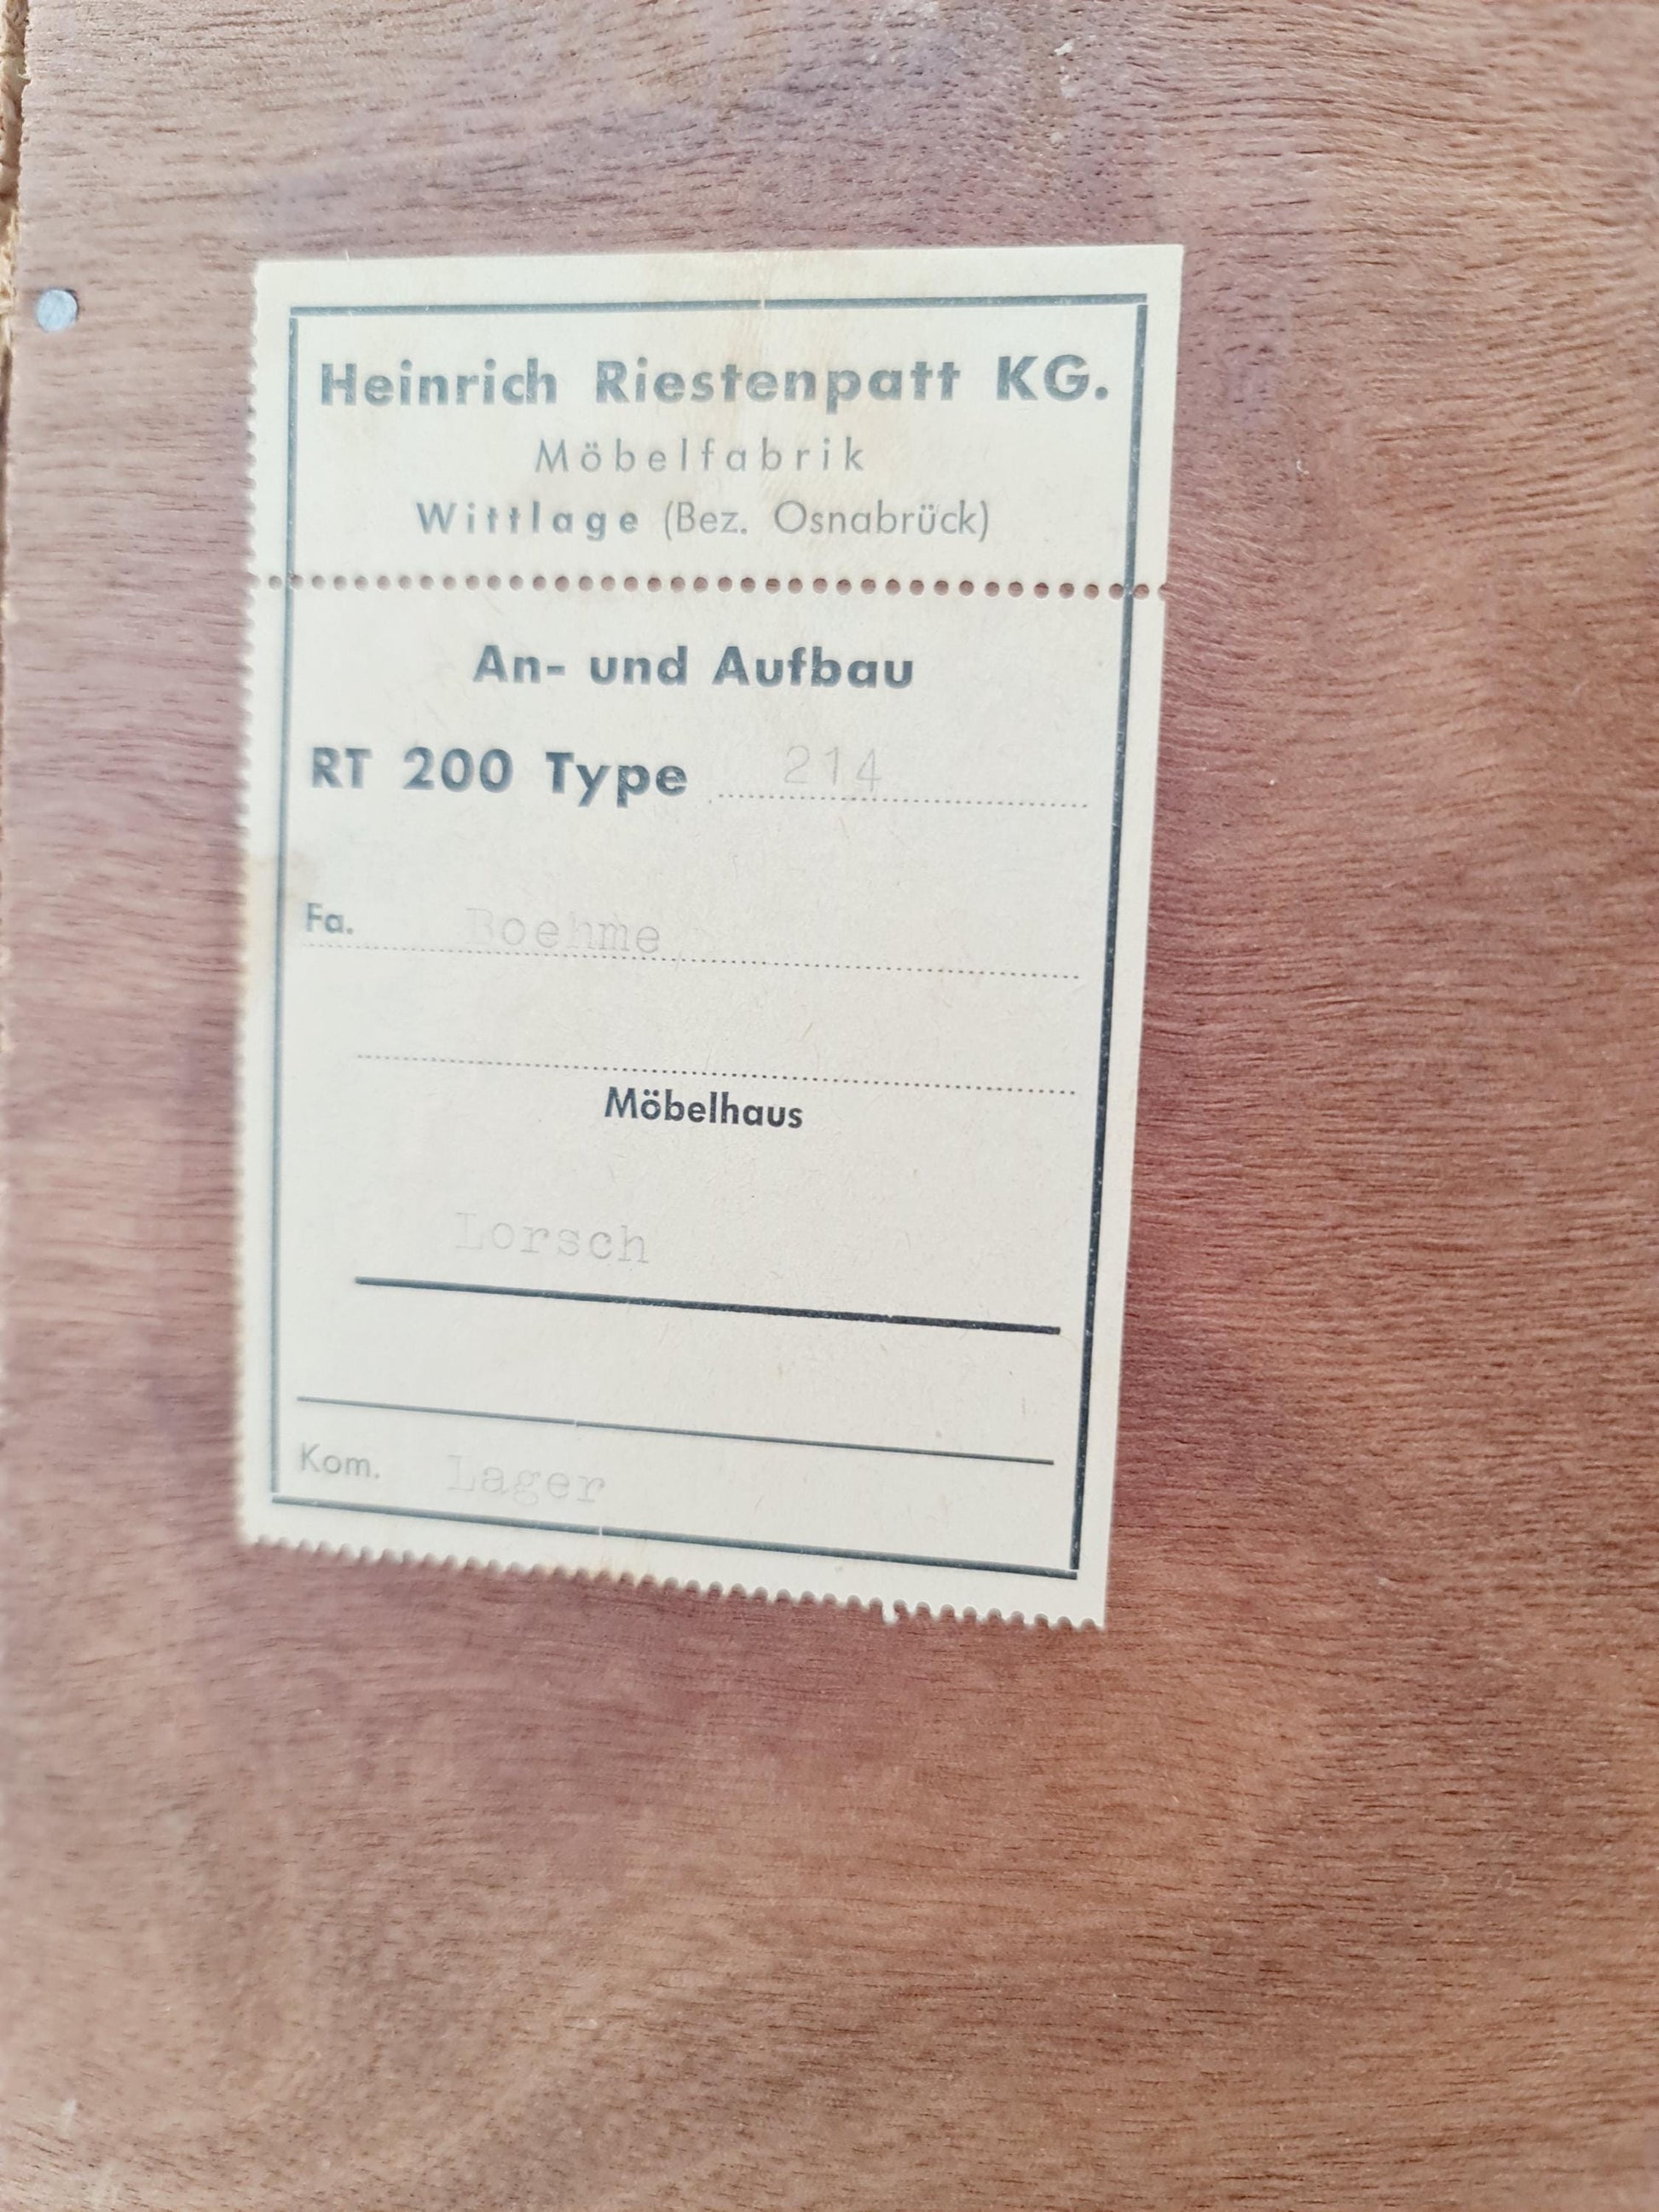 Heinrich Riestenpatt KG.
Möbelfabrik
Wittlage (Bez. Osnabrück)
An- und Aufbau
RT 200 Type 214
Fa. Boehme
Möbelhaus
Lorsch
Kom. Lager